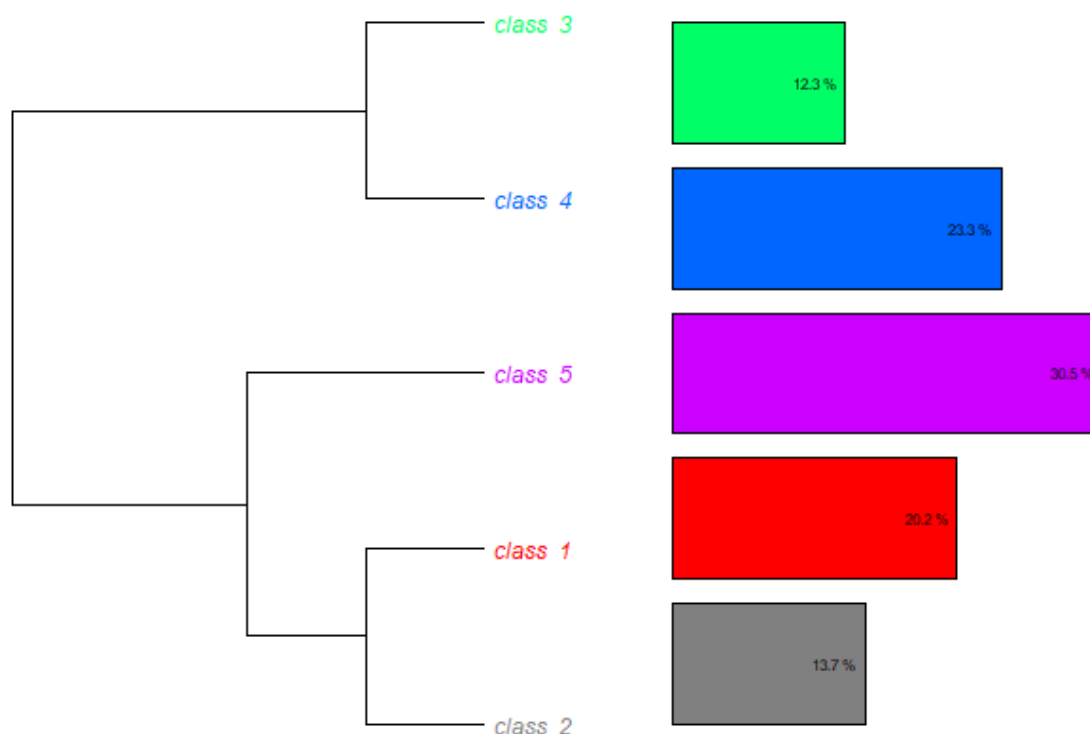 class 3
12.3 %
class 4
23.3 %
class 5
30.5 %
class 1
20.2 %
class 2
13.7 %